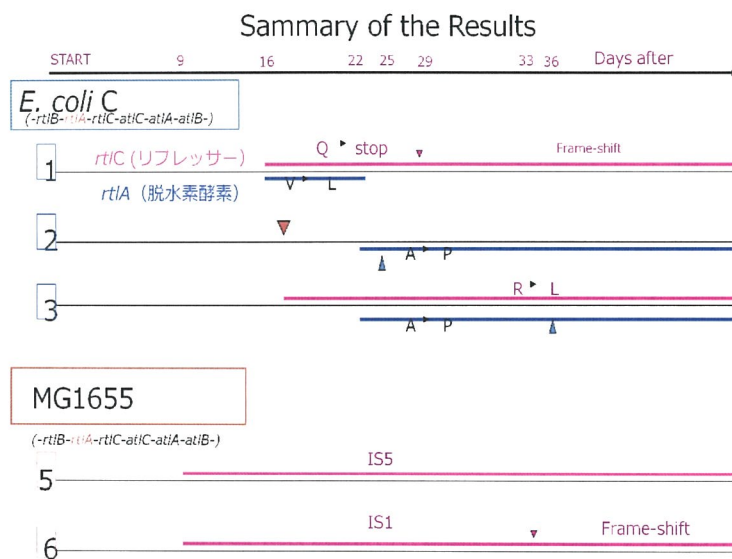 Sammary of the Results
START 9 16 22 25 29 33 36 Days after
E. coli C
(-rtlB-rtlA-rtlC-atlC-atlA-atlB-)
1
rtlC (リプレッサー)
Q stop
Frame-shift
rtlA (脱水素酵素)
V L
2
A P
3
R L
A P
MG1655
(-rtlB-rtlA-rtlC-atlC-atlA-atlB-)
5
IS5
6
IS1
Frame-shift